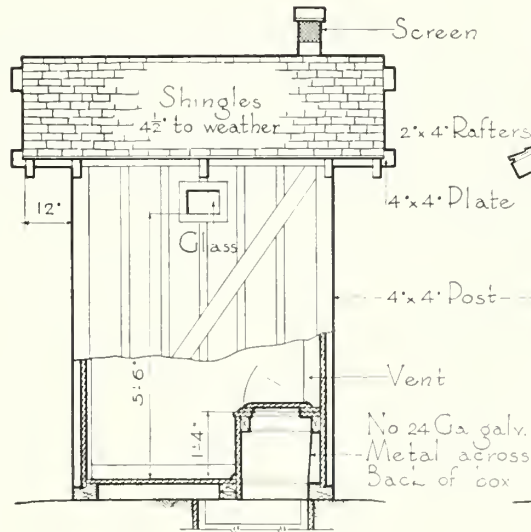 Screen
Shingles
4½" to weather
2"x 4" Rafters
12"
4"x 4" Plate
Glass
4"x 4" Post
5'-6"
Vent
1'-4"
No 24 Ga galv.
Metal across
Back of box